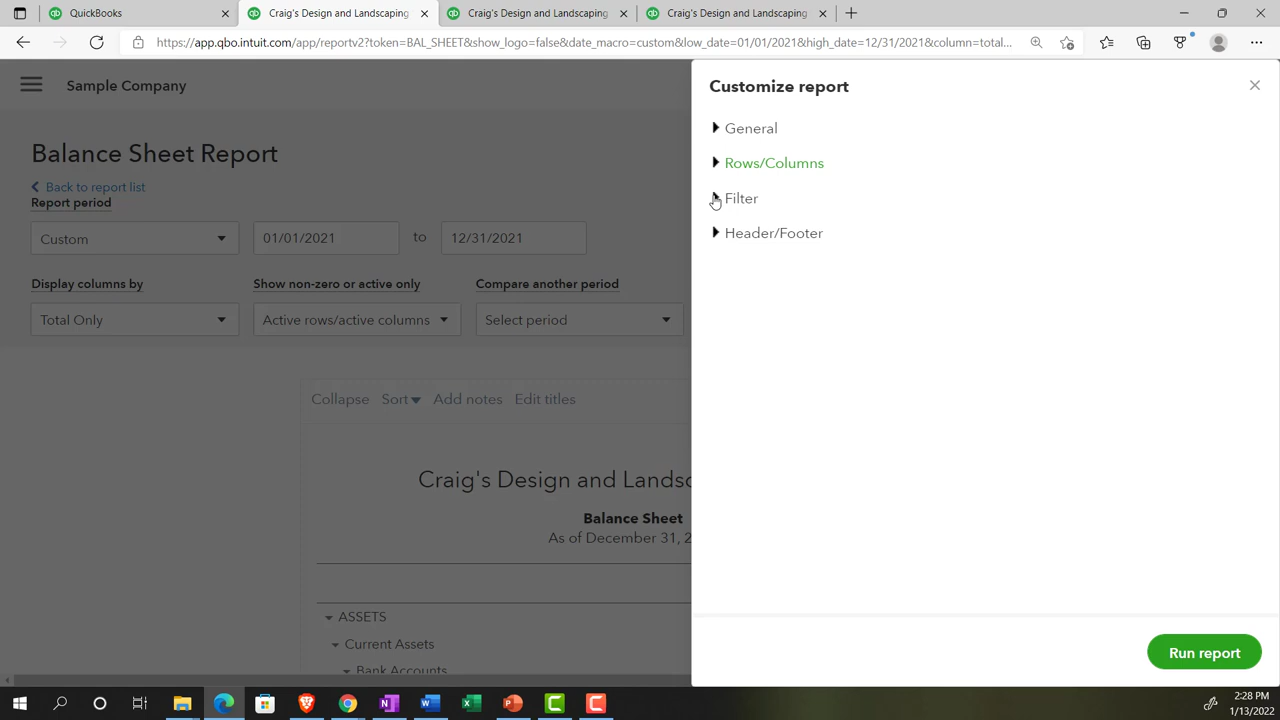 QuickBooks
Craig's Design and Landscaping
Craig's Design and Landscaping
Craig's Design and Landscaping
https://app.qbo.intuit.com/app/reportv2?token=BAL_SHEET&show_logo=false&date_macro=custom&low_date=01/01/2021&high_date=12/31/2021&column=total...
Sample Company
Balance Sheet Report
Back to report list
Report period
Custom
01/01/2021
to
12/31/2021
Display columns by
Show non-zero or active only
Compare another period
Total Only
Active rows/active columns
Select period
Collapse Sort Add notes Edit titles
Craig's Design and Landsc
Balance Sheet
As of December 31, 2
ASSETS
Current Assets
Bank Accounts
Customize report
General
Rows/Columns
Filter
Header/Footer
Run report
2:28 PM
1/13/2022